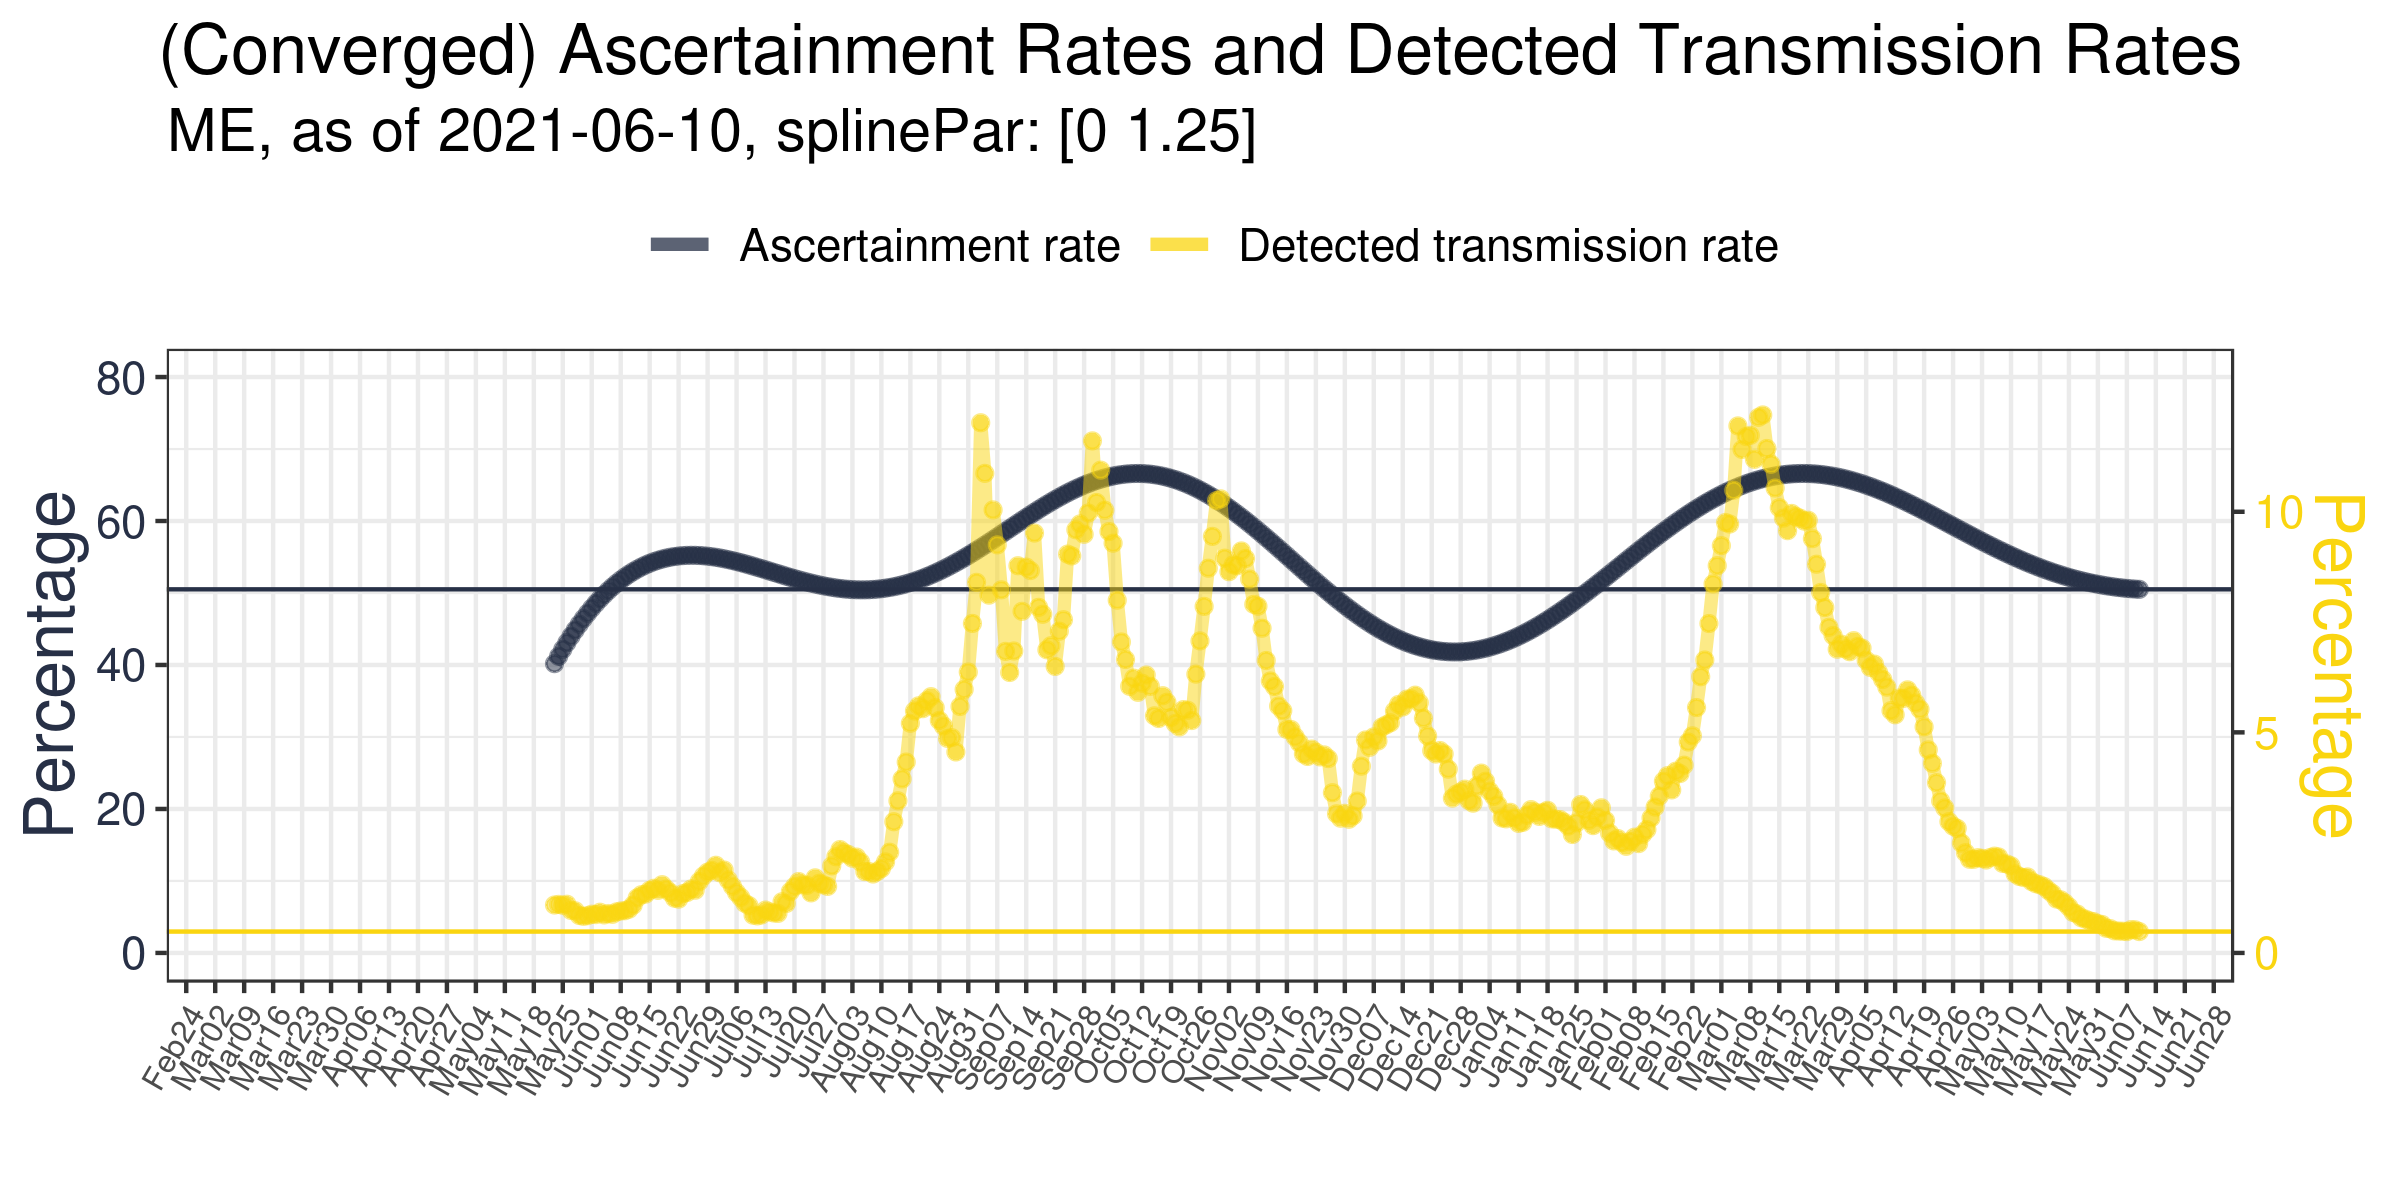 (Converged) Ascertainment Rates and Detected Transmission Rates
ME, as of 2021-06-10, splinePar: [0 1.25]
Ascertainment rate Detected transmission rate
Percentage
80
60
40
20
0
10
5
0
Percentage
Feb24 Mar02 Mar09 Mar16 Mar23 Mar30 Apr06 Apr13 Apr20 Apr27 May04 May11 May18 May25 Jun01 Jun08 Jun15 Jun22 Jun29 Jul06 Jul13 Jul20 Jul27 Aug03 Aug10 Aug17 Aug24 Aug31 Sep07 Sep14 Sep21 Sep28 Oct05 Oct12 Oct19 Oct26 Nov02 Nov09 Nov16 Nov23 Nov30 Dec07 Dec14 Dec21 Dec28 Jan04 Jan11 Jan18 Jan25 Feb01 Feb08 Feb15 Feb22 Mar01 Mar08 Mar15 Mar22 Mar29 Apr05 Apr12 Apr19 Apr26 May03 May10 May17 May24 May31 Jun07 Jun14 Jun21 Jun28